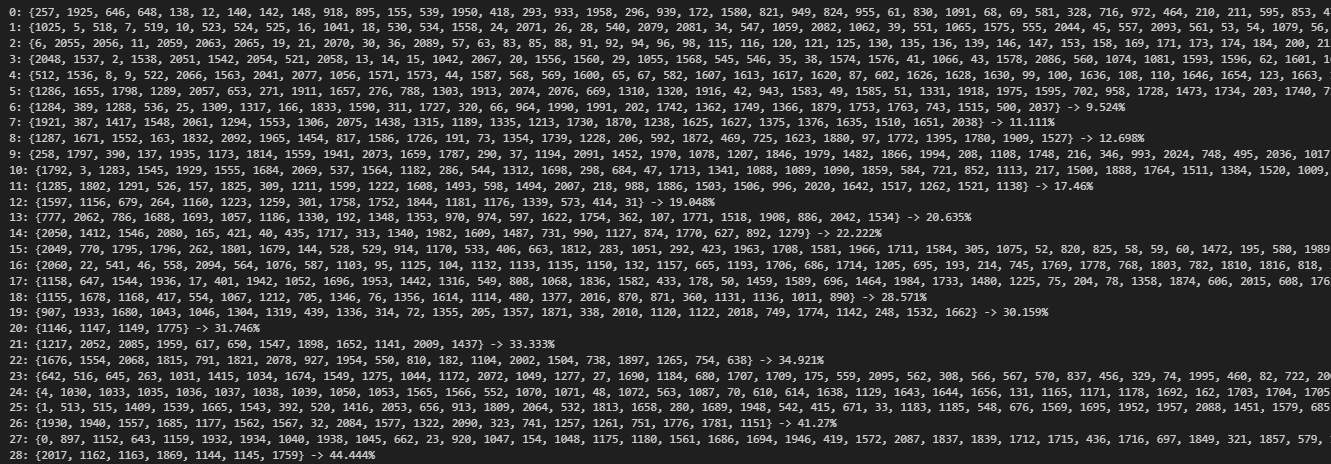 0: {257, 1925, 646, 648, 138, 12, 140, 142, 148, 918, 895, 155, 539, 1950, 418, 293, 933, 1958, 296, 939, 172, 1580, 821, 949, 824, 955, 61, 830, 1091, 68, 69, 581, 328, 716, 972, 464, 210, 211, 595, 853, 4
1: {1025, 5, 518, 7, 519, 10, 523, 524, 525, 16, 1041, 18, 530, 534, 1558, 24, 2071, 26, 28, 540, 2079, 2081, 34, 547, 1059, 2082, 1062, 39, 551, 1065, 1575, 555, 2044, 45, 557, 2093, 561, 53, 54, 1079, 56,
2: {6, 2055, 2056, 11, 2059, 2063, 2065, 19, 21, 2070, 30, 36, 2089, 57, 63, 83, 85, 88, 91, 92, 94, 96, 98, 115, 116, 120, 121, 125, 130, 135, 136, 139, 146, 147, 153, 158, 169, 171, 173, 174, 184, 200, 21
3: {2048, 1537, 2, 1538, 2051, 1542, 2054, 521, 2058, 13, 14, 15, 1042, 2067, 20, 1556, 1560, 29, 1055, 1568, 545, 546, 35, 38, 1574, 1576, 41, 1066, 43, 1578, 2086, 560, 1074, 1081, 1593, 1596, 62, 1601, 1
4: {512, 1536, 8, 9, 522, 2066, 1563, 2041, 2077, 1056, 1571, 1573, 44, 1587, 568, 569, 1600, 65, 67, 582, 1607, 1613, 1617, 1620, 87, 602, 1626, 1628, 1630, 99, 100, 1636, 108, 110, 1646, 1654, 123, 1663,
5: {1286, 1655, 1798, 1289, 2057, 653, 271, 1911, 1657, 276, 788, 1303, 1913, 2074, 2076, 669, 1310, 1320, 1916, 42, 943, 1583, 49, 1585, 51, 1331, 1918, 1975, 1595, 702, 958, 1728, 1473, 1734, 203, 1740, 7
6: {1284, 389, 1288, 536, 25, 1309, 1317, 166, 1833, 1590, 311, 1727, 320, 66, 964, 1990, 1991, 202, 1742, 1362, 1749, 1366, 1879, 1753, 1763, 743, 1515, 500, 2037} -> 9.524%
7: {1921, 387, 1417, 1548, 2061, 1294, 1553, 1306, 2075, 1438, 1315, 1189, 1335, 1213, 1730, 1870, 1238, 1625, 1627, 1375, 1376, 1635, 1510, 1651, 2038} -> 11.111%
8: {1287, 1671, 1552, 163, 1832, 2092, 1965, 1454, 817, 1586, 1726, 191, 73, 1354, 1739, 1228, 206, 592, 1872, 469, 725, 1623, 1880, 97, 1772, 1395, 1780, 1909, 1527} -> 12.698%
9: {258, 1797, 390, 137, 1935, 1173, 1814, 1559, 1941, 2073, 1659, 1787, 290, 37, 1194, 2091, 1452, 1970, 1078, 1207, 1846, 1979, 1482, 1866, 1994, 208, 1108, 1748, 216, 346, 993, 2024, 748, 495, 2036, 1017
10: {1792, 3, 1283, 1545, 1929, 1555, 1684, 2069, 537, 1564, 1182, 286, 544, 1312, 1698, 298, 684, 47, 1713, 1341, 1088, 1089, 1090, 1859, 584, 721, 852, 1113, 217, 1500, 1888, 1764, 1511, 1384, 1520, 1009,
11: {1285, 1802, 1291, 526, 157, 1825, 309, 1211, 1599, 1222, 1608, 1493, 598, 1494, 2007, 218, 988, 1886, 1503, 1506, 996, 2020, 1642, 1517, 1262, 1521, 1138} -> 17.46%
12: {1597, 1156, 679, 264, 1160, 1223, 1259, 301, 1758, 1752, 1844, 1181, 1176, 1339, 573, 414, 31} -> 19.048%
13: {777, 2062, 786, 1688, 1693, 1057, 1186, 1330, 192, 1348, 1353, 970, 974, 597, 1622, 1754, 362, 107, 1771, 1518, 1908, 886, 2042, 1534} -> 20.635%
14: {2050, 1412, 1546, 2080, 165, 421, 40, 435, 1717, 313, 1340, 1982, 1609, 1487, 731, 990, 1127, 874, 1770, 627, 892, 1279} -> 22.222%
15: {2049, 770, 1795, 1796, 262, 1801, 1679, 144, 528, 529, 914, 1170, 533, 406, 663, 1812, 283, 1051, 292, 423, 1963, 1708, 1581, 1966, 1711, 1584, 305, 1075, 52, 820, 825, 58, 59, 60, 1472, 195, 580, 1989
16: {2060, 22, 541, 46, 558, 2094, 564, 1076, 587, 1103, 95, 1125, 104, 1132, 1133, 1135, 1150, 132, 1157, 665, 1193, 1706, 686, 1714, 1205, 695, 193, 214, 745, 1769, 1778, 768, 1803, 782, 1810, 1816, 818,
17: {1158, 647, 1544, 1936, 17, 401, 1942, 1052, 1696, 1953, 1442, 1316, 549, 808, 1068, 1836, 1582, 433, 178, 50, 1459, 1589, 696, 1464, 1984, 1733, 1480, 1225, 75, 204, 78, 1358, 1874, 606, 2015, 608, 176
18: {1155, 1678, 1168, 417, 554, 1067, 1212, 705, 1346, 76, 1356, 1614, 1114, 480, 1377, 2016, 870, 871, 360, 1131, 1136, 1011, 890} -> 28.571%
19: {907, 1933, 1680, 1043, 1046, 1304, 1319, 439, 1336, 314, 72, 1355, 205, 1357, 1871, 338, 2010, 1120, 1122, 2018, 749, 1774, 1142, 248, 1532, 1662} -> 30.159%
20: {1146, 1147, 1149, 1775} -> 31.746%
21: {1217, 2052, 2085, 1959, 617, 650, 1547, 1898, 1652, 1141, 2009, 1437} -> 33.333%
22: {1676, 1554, 2068, 1815, 791, 1821, 2078, 927, 1954, 550, 810, 182, 1104, 2002, 1504, 738, 1897, 1265, 754, 638} -> 34.921%
23: {642, 516, 645, 263, 1031, 1415, 1034, 1674, 1549, 1275, 1044, 1172, 2072, 1049, 1277, 27, 1690, 1184, 680, 1707, 1709, 175, 559, 2095, 562, 308, 566, 567, 570, 837, 456, 329, 74, 1995, 460, 82, 722, 200
24: {4, 1030, 1033, 1035, 1036, 1037, 1038, 1039, 1050, 1053, 1565, 1566, 552, 1070, 1071, 48, 1072, 563, 1087, 70, 610, 614, 1638, 1129, 1643, 1644, 1656, 131, 1165, 1171, 1178, 1692, 162, 1703, 1704, 1705
25: {1, 513, 515, 1409, 1539, 1665, 1543, 392, 520, 1416, 2053, 656, 913, 1809, 2064, 532, 1813, 1658, 280, 1689, 1948, 542, 415, 671, 33, 1183, 1185, 548, 676, 1569, 1695, 1952, 1957, 2088, 1451, 1579, 685
26: {1930, 1940, 1557, 1685, 1177, 1562, 1567, 32, 2084, 1577, 1322, 2090, 323, 741, 1257, 1261, 751, 1776, 1781, 1151} -> 41.27%
27: {0, 897, 1152, 643, 1159, 1932, 1934, 1040, 1938, 1045, 662, 23, 920, 1047, 154, 1048, 1175, 1180, 1561, 1686, 1694, 1946, 419, 1572, 2087, 1837, 1839, 1712, 1715, 436, 1716, 697, 1849, 321, 1857, 579, 1
28: {2017, 1162, 1163, 1869, 1144, 1145, 1759} -> 44.444%